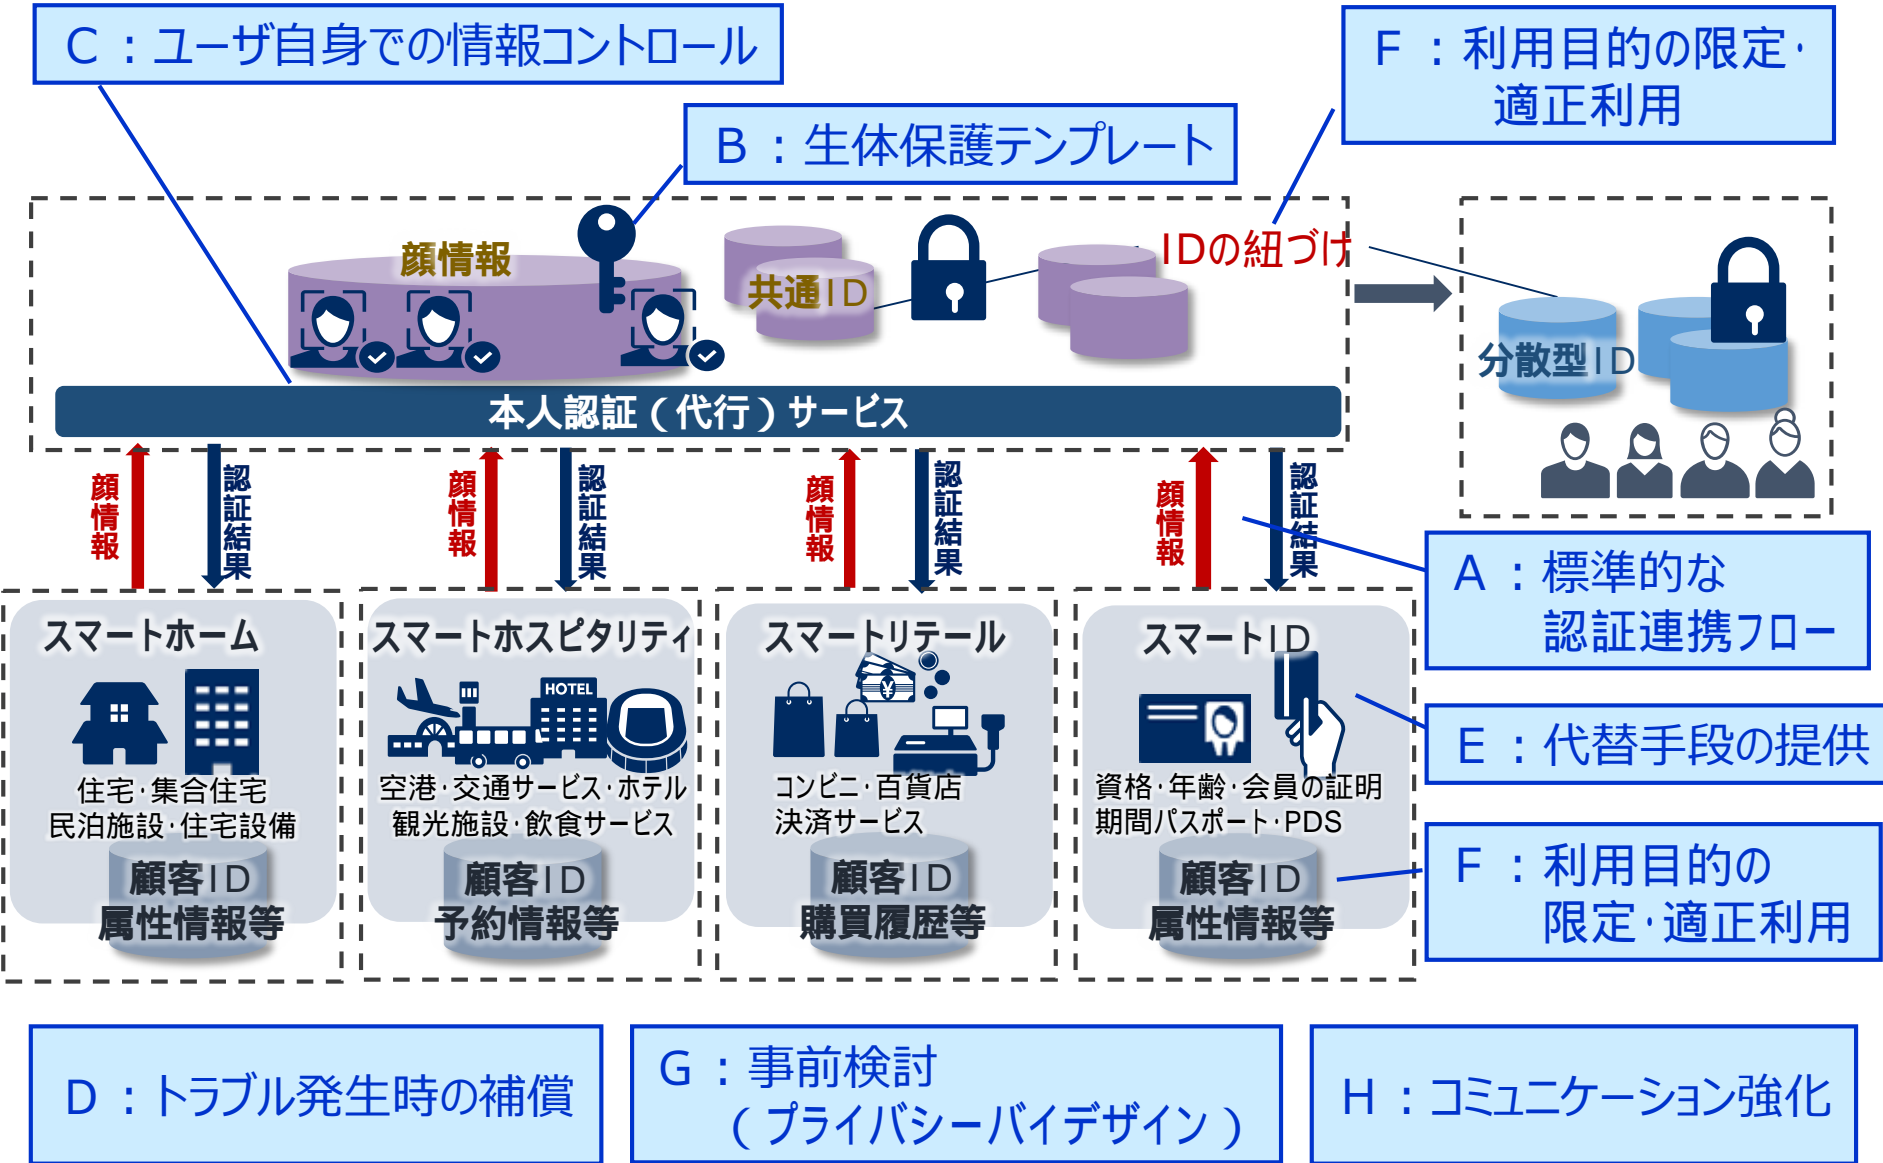 C：ユーザ自身での情報コントロール
F：利用目的の限定・
適正利用
B：生体保護テンプレート
顔情報
共通ID
IDの紐づけ
分散型ID
本人認証（代行）サービス
顔情報
認証結果
顔情報
認証結果
顔情報
認証結果
顔情報
認証結果
A：標準的な
認証連携フロー
スマートホーム
住宅・集合住宅
民泊施設・住宅設備
顧客ID
属性情報等
スマートホスピタリティ
HOTEL
空港・交通サービス・ホテル
観光施設・飲食サービス
顧客ID
予約情報等
スマートリテール
¥
コンビニ・百貨店
決済サービス
顧客ID
購買履歴等
スマートID
資格・年齢・会員の証明
期間パスポート・PDS
顧客ID
属性情報等
E：代替手段の提供
F：利用目的の
限定・適正利用
D：トラブル発生時の補償
G：事前検討
（プライバシーバイデザイン）
H：コミュニケーション強化